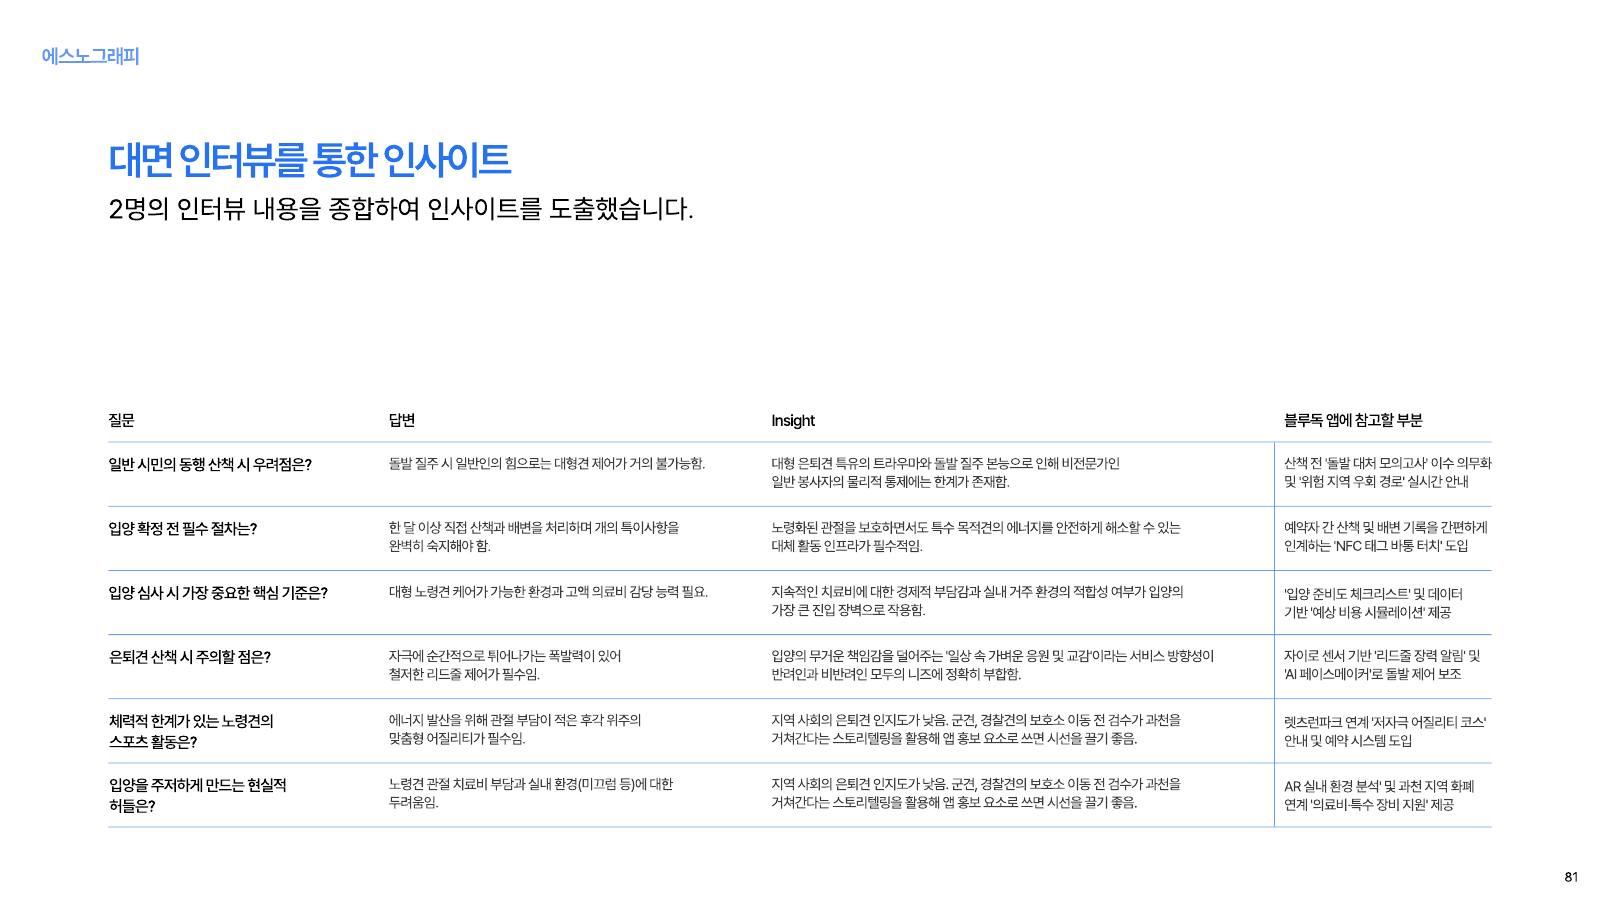 에스노그래피
대면 인터뷰를 통한 인사이트
2명의 인터뷰 내용을 종합하여 인사이트를 도출했습니다.
질문
답변
Insight
블루독 앱에 참고할 부분
일반 시민의 동행 산책 시 우려점은?
돌발 질주 시 일반인의 힘으로는 대형견 제어가 거의 불가능함.
대형 은퇴견 특유의 트라우마와 돌발 질주 본능으로 인해 비전문가인
일반 봉사자의 물리적 통제에는 한계가 존재함.
산책 전 '돌발 대처 모의고사' 이수 의무화
및 '위험 지역 우회 경로' 실시간 안내
입양 확정 전 필수 절차는?
한 달 이상 직접 산책과 배변을 처리하며 개의 특이사항을
완벽히 숙지해야 함.
노령화된 관절을 보호하면서도 특수 목적견의 에너지를 안전하게 해소할 수 있는
대체 활동 인프라가 필수적임.
예약자 간 산책 및 배변 기록을 간편하게
인계하는 'NFC 태그 바통 터치' 도입
입양 심사 시 가장 중요한 핵심 기준은?
대형 노령견 케어가 가능한 환경과 고액 의료비 감당 능력 필요.
지속적인 치료비에 대한 경제적 부담감과 실내 거주 환경의 적합성 여부가 입양의
가장 큰 진입 장벽으로 작용함.
'입양 준비도 체크리스트' 및 데이터
기반 '예상 비용 시뮬레이션' 제공
은퇴견 산책 시 주의할 점은?
자극에 순간적으로 튀어나가는 폭발력이 있어
철저한 리드줄 제어가 필수임.
입양의 무거운 책임감을 덜어주는 '일상 속 가벼운 응원 및 교감'이라는 서비스 방향성이
반려인과 비반려인 모두의 니즈에 정확히 부합함.
자이로 센서 기반 '리드줄 장력 알림' 및
'AI 페이스메이커'로 돌발 제어 보조
체력적 한계가 있는 노령견의
스포츠 활동은?
에너지 발산을 위해 관절 부담이 적은 후각 위주의
맞춤형 어질리티가 필수임.
지역 사회의 은퇴견 인지도가 낮음. 군견, 경찰견의 보호소 이동 전 검수가 과천을
거쳐간다는 스토리텔링을 활용해 앱 홍보 요소로 쓰면 시선을 끌기 좋음.
렛츠런파크 연계 '저자극 어질리티 코스'
안내 및 예약 시스템 도입
입양을 주저하게 만드는 현실적
허들은?
노령견 관절 치료비 부담과 실내 환경(미끄럼 등)에 대한
두려움임.
지역 사회의 은퇴견 인지도가 낮음. 군견, 경찰견의 보호소 이동 전 검수가 과천을
거쳐간다는 스토리텔링을 활용해 앱 홍보 요소로 쓰면 시선을 끌기 좋음.
AR 실내 환경 분석' 및 과천 지역 화폐
연계 '의료비·특수 장비 지원' 제공
81